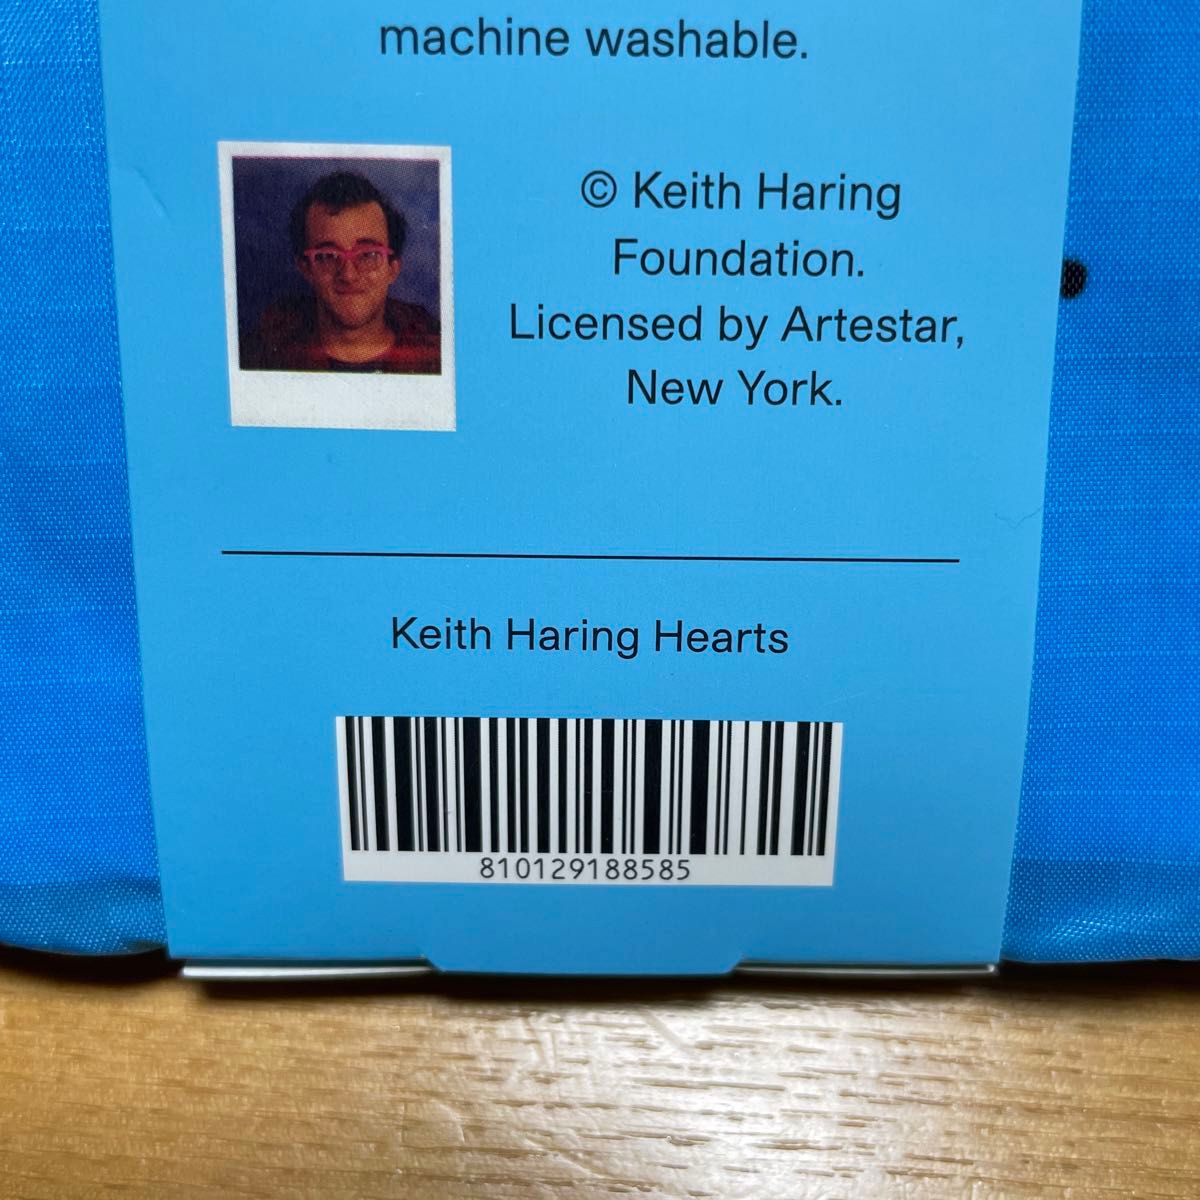 machine washable.
© Keith Haring
Foundation.
Licensed by Artestar,
New York.
Keith Haring Hearts
810129188585